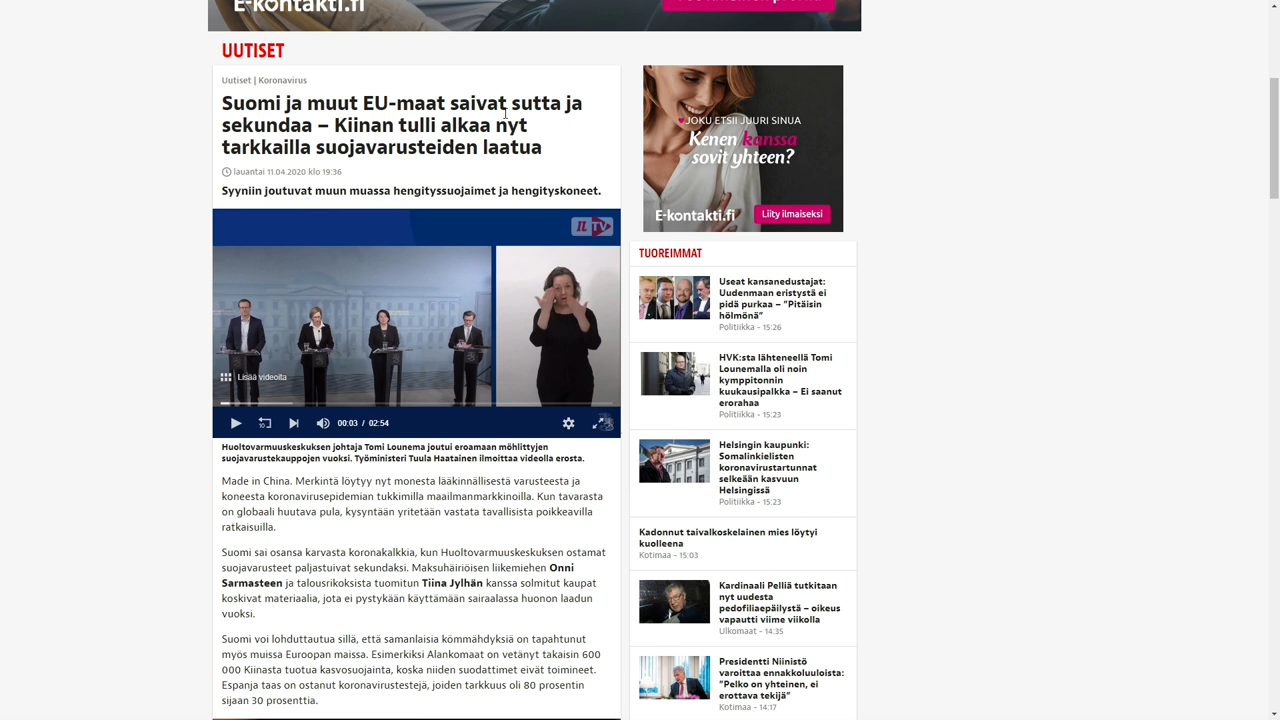 E-kontakti.fi
UUTISET
Uutiset | Koronavirus
Suomi ja muut EU-maat saivat sutta ja
sekundaa – Kiinan tulli alkaa nyt
tarkkailla suojavarusteiden laatua
lauantai 11.04.2020 klo 19:36
Syyniin joutuvat muun muassa hengityssuojaimet ja hengityskoneet.
IL TV
Lisää videoita
10
00:03 / 02:54
Huoltovarmuuskeskuksen johtaja Tomi Lounema joutui eroamaan möhlittyjen
suojavarustekauppojen vuoksi. Työministeri Tuula Haatainen ilmoittaa videolla erosta.
Made in China. Merkintä löytyy nyt monesta lääkinnällisestä varusteesta ja
koneesta koronavirusepidemian tukkimilla maailmanmarkkinoilla. Kun tavarasta
on globaali huutava pula, kysyntään yritetään vastata tavallisista poikkeavilla
ratkaisuilla.
Suomi sai osansa karvasta koronakalkkia, kun Huoltovarmuuskeskuksen ostamat
suojavarusteet paljastuivat sekundaksi. Maksuhäiriöisen liikemiehen Onni
Sarmasteen ja talousrikoksista tuomitun Tiina Jylhän kanssa solmitut kaupat
koskivat materiaalia, jota ei pystykään käyttämään sairaalassa huonon laadun
vuoksi.
Suomi voi lohduttautua sillä, että samanlaisia kömmähdyksiä on tapahtunut
myös muissa Euroopan maissa. Esimerkiksi Alankomaat on vetänyt takaisin 600
000 Kiinasta tuotua kasvosuojainta, koska niiden suodattimet eivät toimineet.
Espanja taas on ostanut koronavirustestejä, joiden tarkkuus oli 80 prosentin
sijaan 30 prosenttia.
JOKU ETSII JUURI SINUA
Kenen kanssa
sovit yhteen?
E-kontakti.fi
Liity ilmaiseksi
TUOREIMMAT
Useat kansanedustajat:
Uudenmaan eristystä ei
pidä purkaa – "Pitäisin
hölmönä"
Politiikka - 15:26
HVK:sta lähteneellä Tomi
Lounemalla oli noin
kymppitonnin
kuukausipalkka – Ei saanut
erorahaa
Politiikka - 15:23
Helsingin kaupunki:
Somalinkielisten
koronavirustartunnat
selkeään kasvuun
Helsingissä
Politiikka - 15:23
Kadonnut taivalkoskelainen mies löytyi
kuolleena
Kotimaa - 15:03
Kardinaali Pelliä tutkitaan
nyt uudesta
pedofiliaepäilystä – oikeus
vapautti viime viikolla
Ulkomaat - 14:35
Presidentti Niinistö
varoittaa ennakkoluuloista:
"Pelko on yhteinen, ei
erottava tekijä"
Kotimaa - 14:17